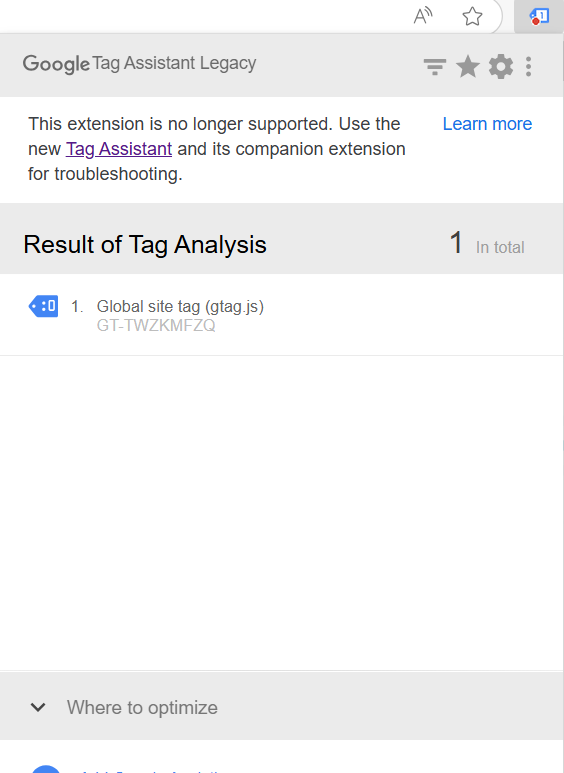 Google Tag Assistant Legacy
This extension is no longer supported. Use the
new Tag Assistant and its companion extension
for troubleshooting.
Learn more
Result of Tag Analysis
1 In total
1. Global site tag (gtag.js)
GT-TWZKMFZQ
Where to optimize